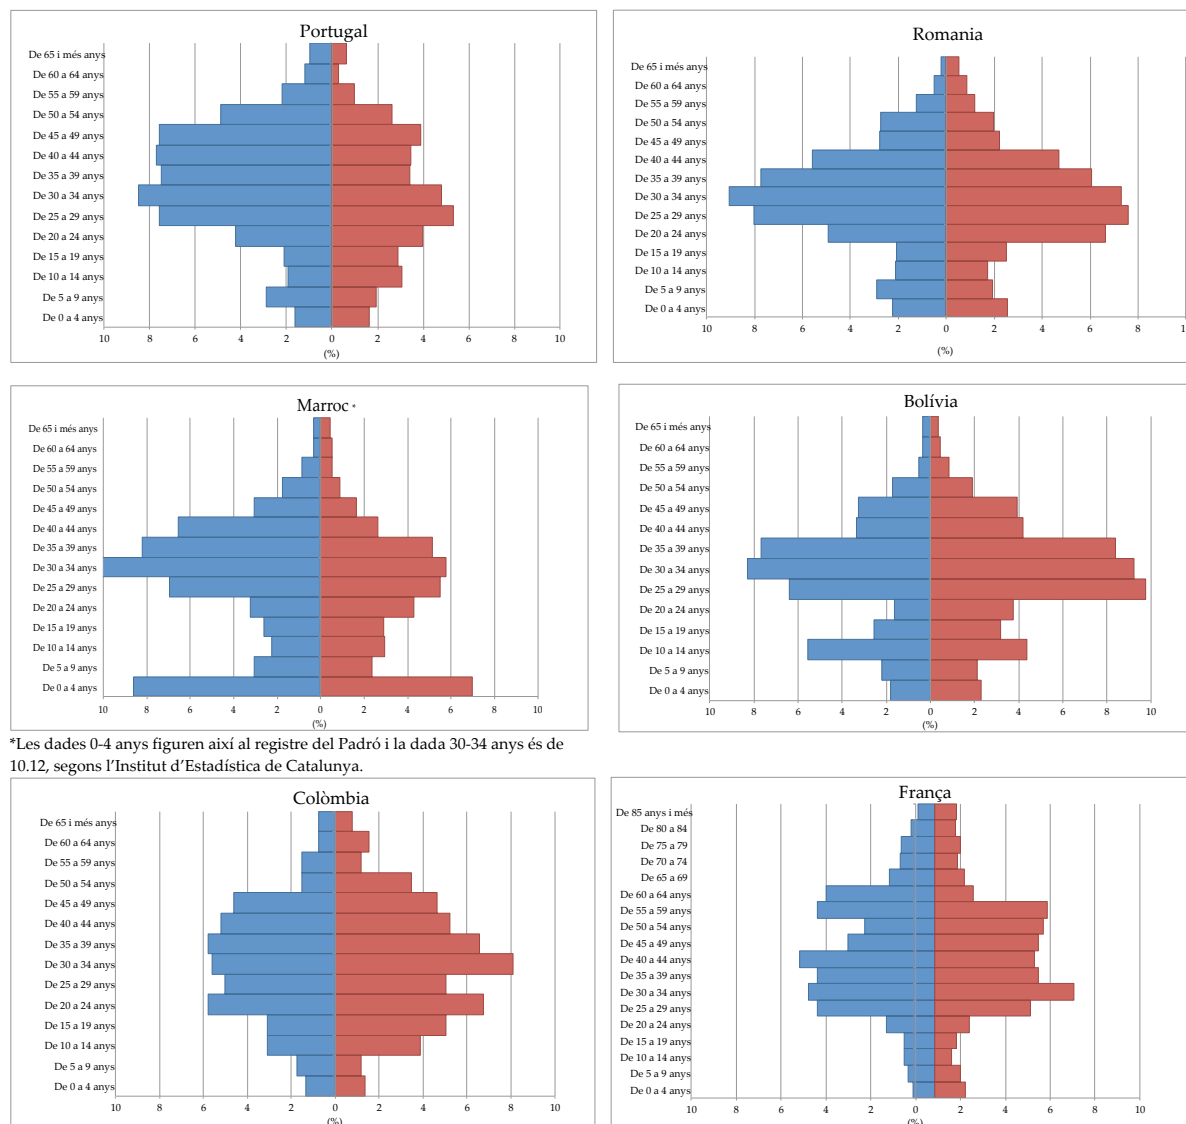 Portugal
De 65 i més anys
De 60 a 64 anys
De 55 a 59 anys
De 50 a 54 anys
De 45 a 49 anys
De 40 a 44 anys
De 35 a 39 anys
De 30 a 34 anys
De 25 a 29 anys
De 20 a 24 anys
De 15 a 19 anys
De 10 a 14 anys
De 5 a 9 anys
De 0 a 4 anys
10 8 6 4 2 0 2 4 6 8 10
(%)
Romania
De 65 i més anys
De 60 a 64 anys
De 55 a 59 anys
De 50 a 54 anys
De 45 a 49 anys
De 40 a 44 anys
De 35 a 39 anys
De 30 a 34 anys
De 25 a 29 anys
De 20 a 24 anys
De 15 a 19 anys
De 10 a 14 anys
De 5 a 9 anys
De 0 a 4 anys
10 8 6 4 2 0 2 4 6 8 10
(%)
Marroc *
De 65 i més anys
De 60 a 64 anys
De 55 a 59 anys
De 50 a 54 anys
De 45 a 49 anys
De 40 a 44 anys
De 35 a 39 anys
De 30 a 34 anys
De 25 a 29 anys
De 20 a 24 anys
De 15 a 19 anys
De 10 a 14 anys
De 5 a 9 anys
De 0 a 4 anys
10 8 6 4 2 0 2 4 6 8 10
(%)
Bolívia
De 65 i més anys
De 60 a 64 anys
De 55 a 59 anys
De 50 a 54 anys
De 45 a 49 anys
De 40 a 44 anys
De 35 a 39 anys
De 30 a 34 anys
De 25 a 29 anys
De 20 a 24 anys
De 15 a 19 anys
De 10 a 14 anys
De 5 a 9 anys
De 0 a 4 anys
10 8 6 4 2 0 2 4 6 8 10
(%)
*Les dades 0-4 anys figuren així al registre del Padró i la dada 30-34 anys és de
10.12, segons l'Institut d'Estadística de Catalunya.
Colòmbia
De 65 i més anys
De 60 a 64 anys
De 55 a 59 anys
De 50 a 54 anys
De 45 a 49 anys
De 40 a 44 anys
De 35 a 39 anys
De 30 a 34 anys
De 25 a 29 anys
De 20 a 24 anys
De 15 a 19 anys
De 10 a 14 anys
De 5 a 9 anys
De 0 a 4 anys
10 8 6 4 2 0 2 4 6 8 10
(%)
França
De 85 anys i més
De 80 a 84
De 75 a 79
De 70 a 74
De 65 a 69
De 60 a 64 anys
De 55 a 59 anys
De 50 a 54 anys
De 45 a 49 anys
De 40 a 44 anys
De 35 a 39 anys
De 30 a 34 anys
De 25 a 29 anys
De 20 a 24 anys
De 15 a 19 anys
De 10 a 14 anys
De 5 a 9 anys
De 0 a 4 anys
10 8 6 4 2 0 2 4 6 8 10
(%)